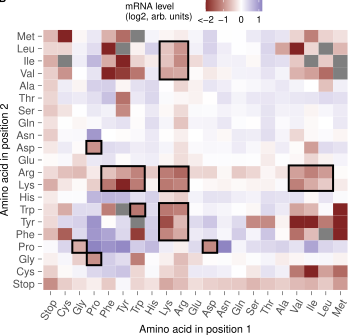 mRNA level
(log2, arb. units)
<−2 −1 0 1
Amino acid in position 2
Met
Leu
Ile
Val
Ala
Thr
Ser
Gln
Asn
Asp
Glu
Arg
Lys
His
Trp
Tyr
Phe
Pro
Gly
Cys
Stop
Stop Cys Gly Pro Phe Tyr Trp His Lys Arg Glu Asp Asn Gln Ser Thr Ala Val Ile Leu Met
Amino acid in position 1